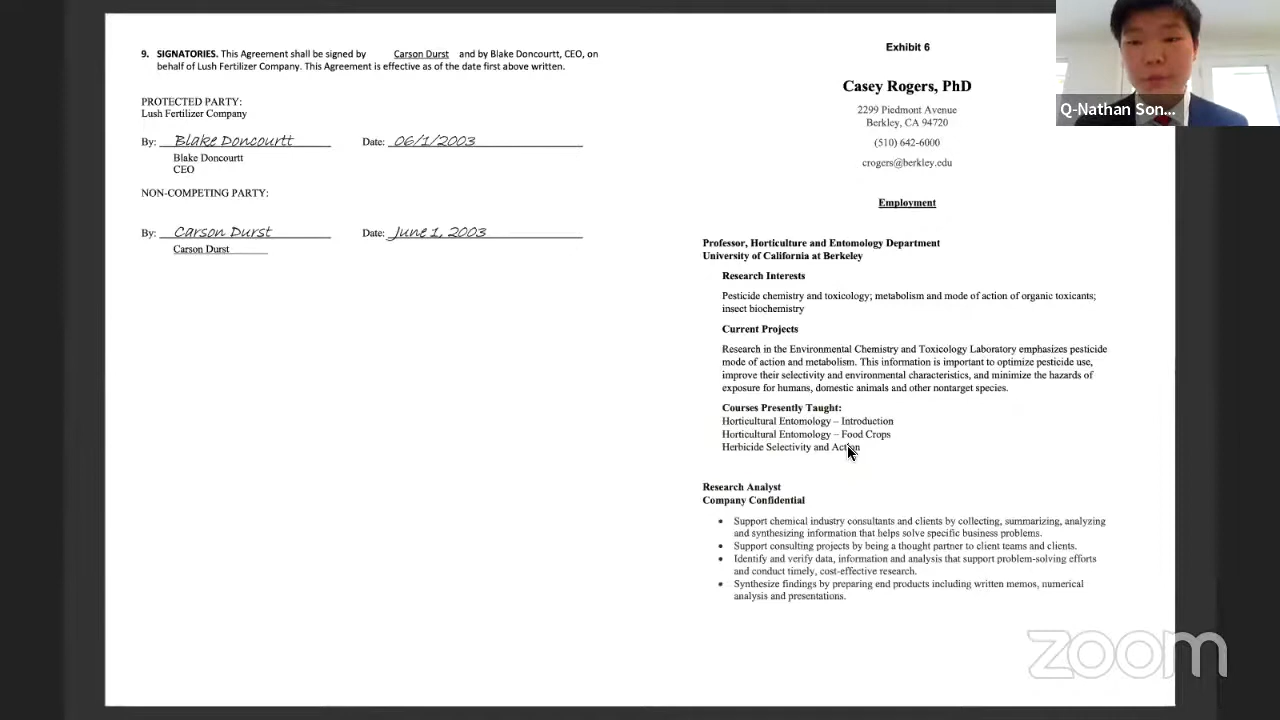 9. SIGNATORIES. This Agreement shall be signed by Carson Durst and by Blake Doncourtt, CEO, on
behalf of Lush Fertilizer Company. This Agreement is effective as of the date first above written.
PROTECTED PARTY:
Lush Fertilizer Company
By: Blake Doncourtt Date: 06/1/2003
Blake Doncourtt
CEO
NON-COMPETING PARTY:
By: Carson Durst Date: June 1, 2003
Carson Durst
Exhibit 6
Casey Rogers, PhD
2299 Piedmont Avenue
Berkley, CA 94720
(510) 642-6000
crogers@berkley.edu
Employment
Professor, Horticulture and Entomology Department
University of California at Berkeley
Research Interests
Pesticide chemistry and toxicology; metabolism and mode of action of organic toxicants;
insect biochemistry
Current Projects
Research in the Environmental Chemistry and Toxicology Laboratory emphasizes pesticide
mode of action and metabolism. This information is important to optimize pesticide use,
improve their selectivity and environmental characteristics, and minimize the hazards of
exposure for humans, domestic animals and other nontarget species.
Courses Presently Taught:
Horticultural Entomology – Introduction
Horticultural Entomology – Food Crops
Herbicide Selectivity and Action
Research Analyst
Company Confidential
• Support chemical industry consultants and clients by collecting, summarizing, analyzing
and synthesizing information that helps solve specific business problems.
• Support consulting projects by being a thought partner to client teams and clients.
• Identify and verify data, information and analysis that support problem-solving efforts
and conduct timely, cost-effective research.
• Synthesize findings by preparing end products including written memos, numerical
analysis and presentations.
Q-Nathan Son...
zoom